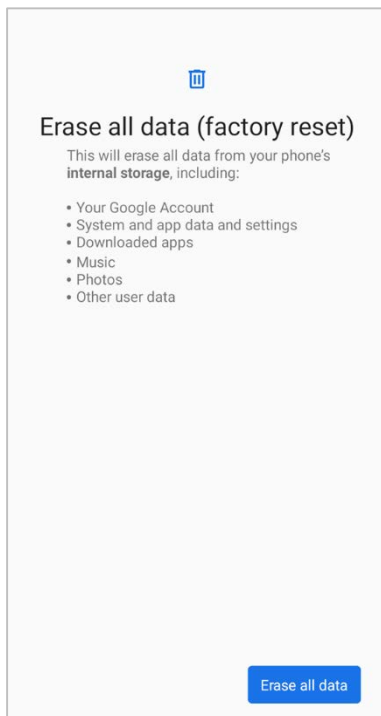 Erase all data (factory reset)
This will erase all data from your phone's
internal storage, including:
• Your Google Account
• System and app data and settings
• Downloaded apps
• Music
• Photos
• Other user data
Erase all data